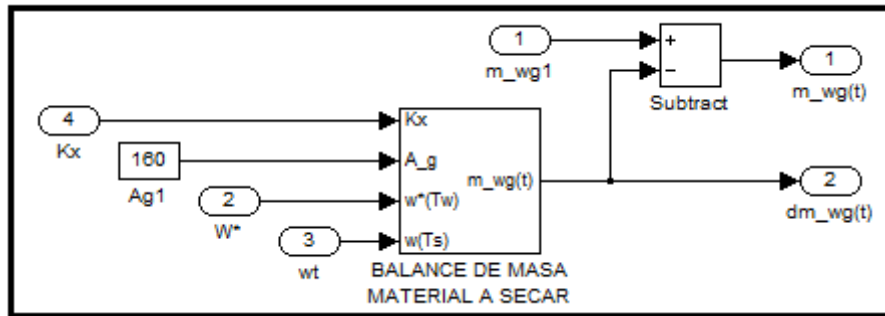 1
m_wg1
+
−
Subtract
1
m_wg(t)
4
Kx
160
Ag1
2
W*
3
wt
Kx
A_g
w*(Tw)
w(Ts)
m_wg(t)
BALANCE DE MASA
MATERIAL A SECAR
2
dm_wg(t)